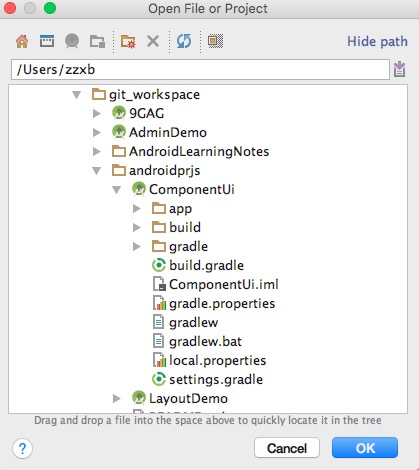 Open File or Project
Hide path
/Users/zzxb
git_workspace
9GAG
AdminDemo
AndroidLearningNotes
androidprjs
ComponentUi
app
build
gradle
build.gradle
ComponentUi.iml
gradle.properties
gradlew
gradlew.bat
local.properties
settings.gradle
LayoutDemo
Drag and drop a file into the space above to quickly locate it in the tree
? Cancel OK